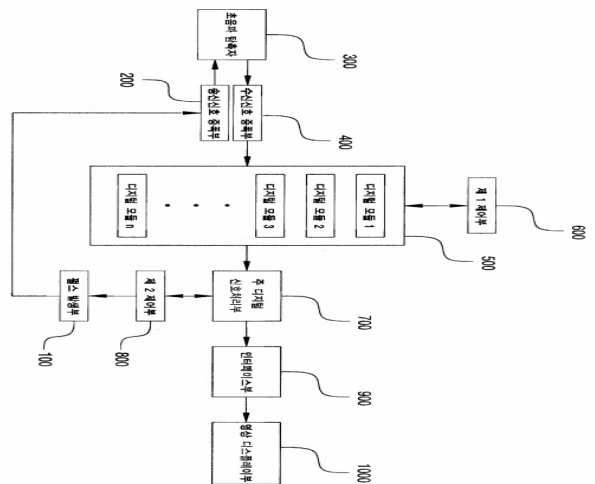 초음파 탐촉자
300
200
송신신호 증폭부
수신신호 증폭부
400
디지털 모듈 1
디지털 모듈 2
디지털 모듈 3
디지털 모듈 n
500
제 1 제어부
600
펄스 발생부
100
제 2 제어부
800
주 디지털
신호처리부
700
인터페이스부
900
영상 디스플레이부
1000